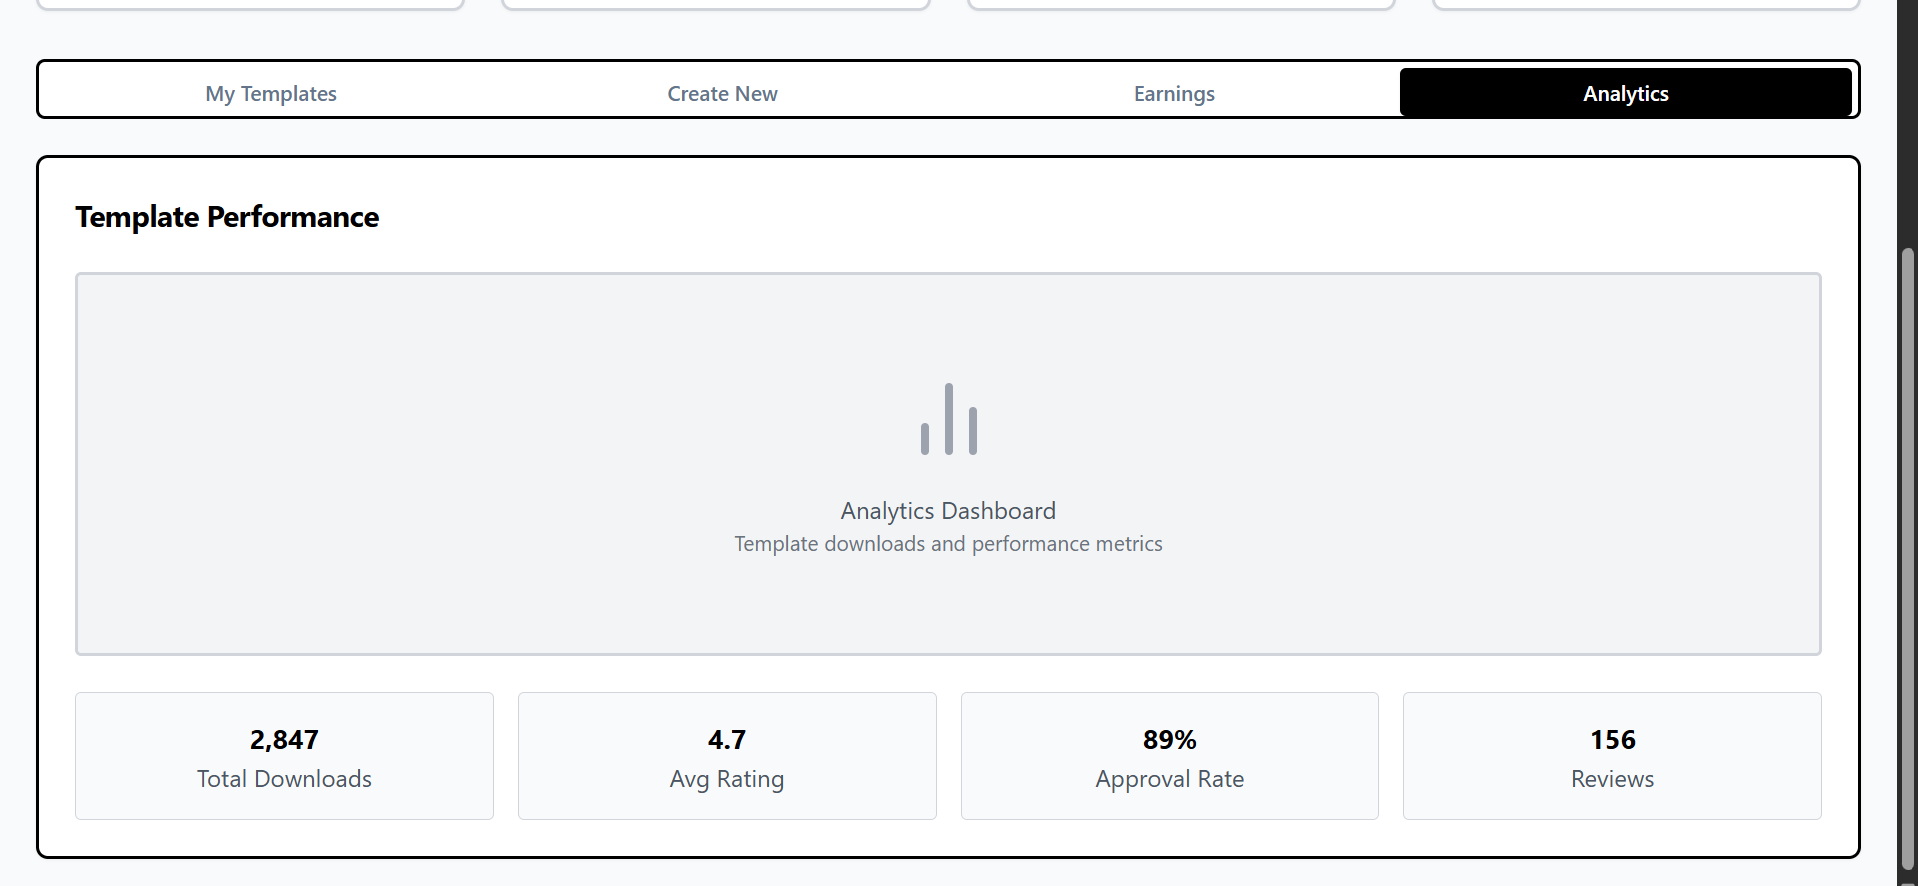 My Templates
Create New
Earnings
Analytics
Template Performance
Analytics Dashboard
Template downloads and performance metrics
2,847
Total Downloads
4.7
Avg Rating
89%
Approval Rate
156
Reviews